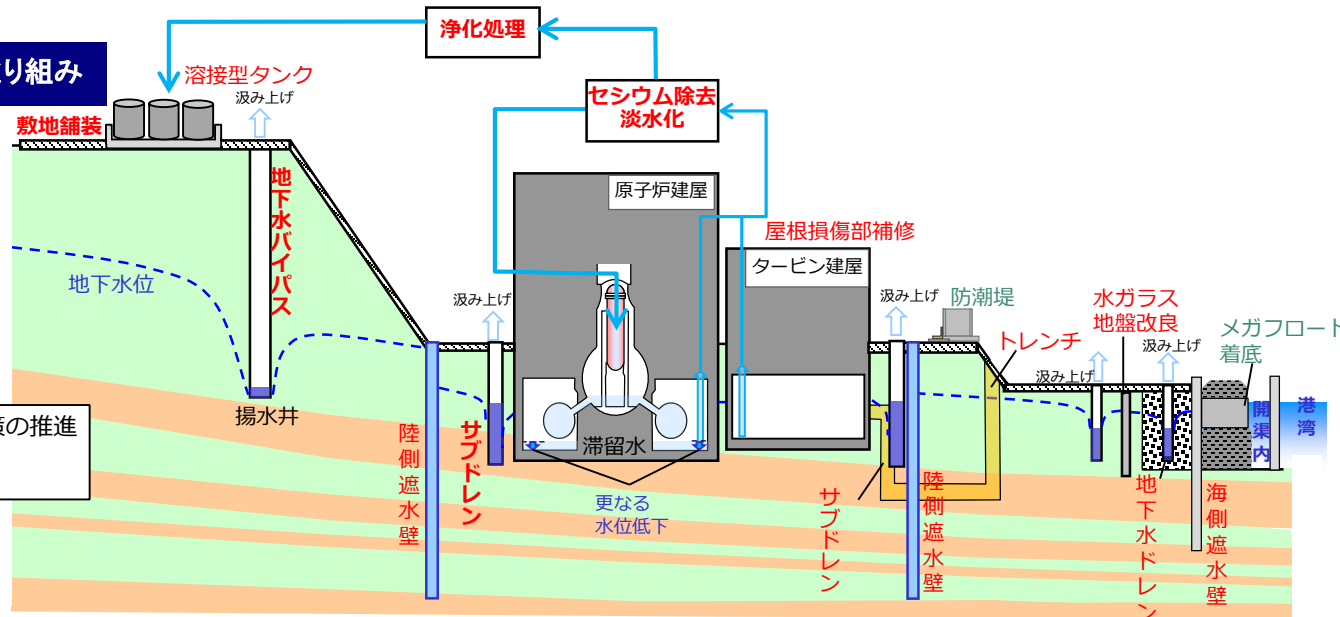 浄化処理
り組み
溶接型タンク
汲み上げ
敷地舗装
セシウム除去
淡水化
地下水バイパス
原子炉建屋
屋根損傷部補修
タービン建屋
地下水位
汲み上げ
汲み上げ
防潮堤
水ガラス
地盤改良
メガフロート
着底
トレンチ
汲み上げ
汲み上げ
開渠内
港湾
揚水井
策の推進
陸側遮水壁
サブドレン
滞留水
更なる
水位低下
サブドレン
陸側遮水壁
地下水ドレン
海側遮水壁